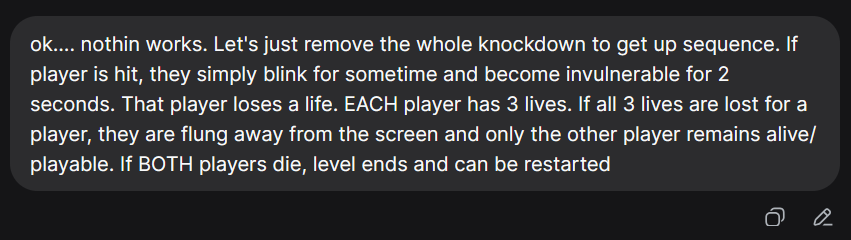 ok.... nothin works. Let's just remove the whole knockdown to get up sequence. If
player is hit, they simply blink for sometime and become invulnerable for 2
seconds. That player loses a life. EACH player has 3 lives. If all 3 lives are lost for a
player, they are flung away from the screen and only the other player remains alive/
playable. If BOTH players die, level ends and can be restarted